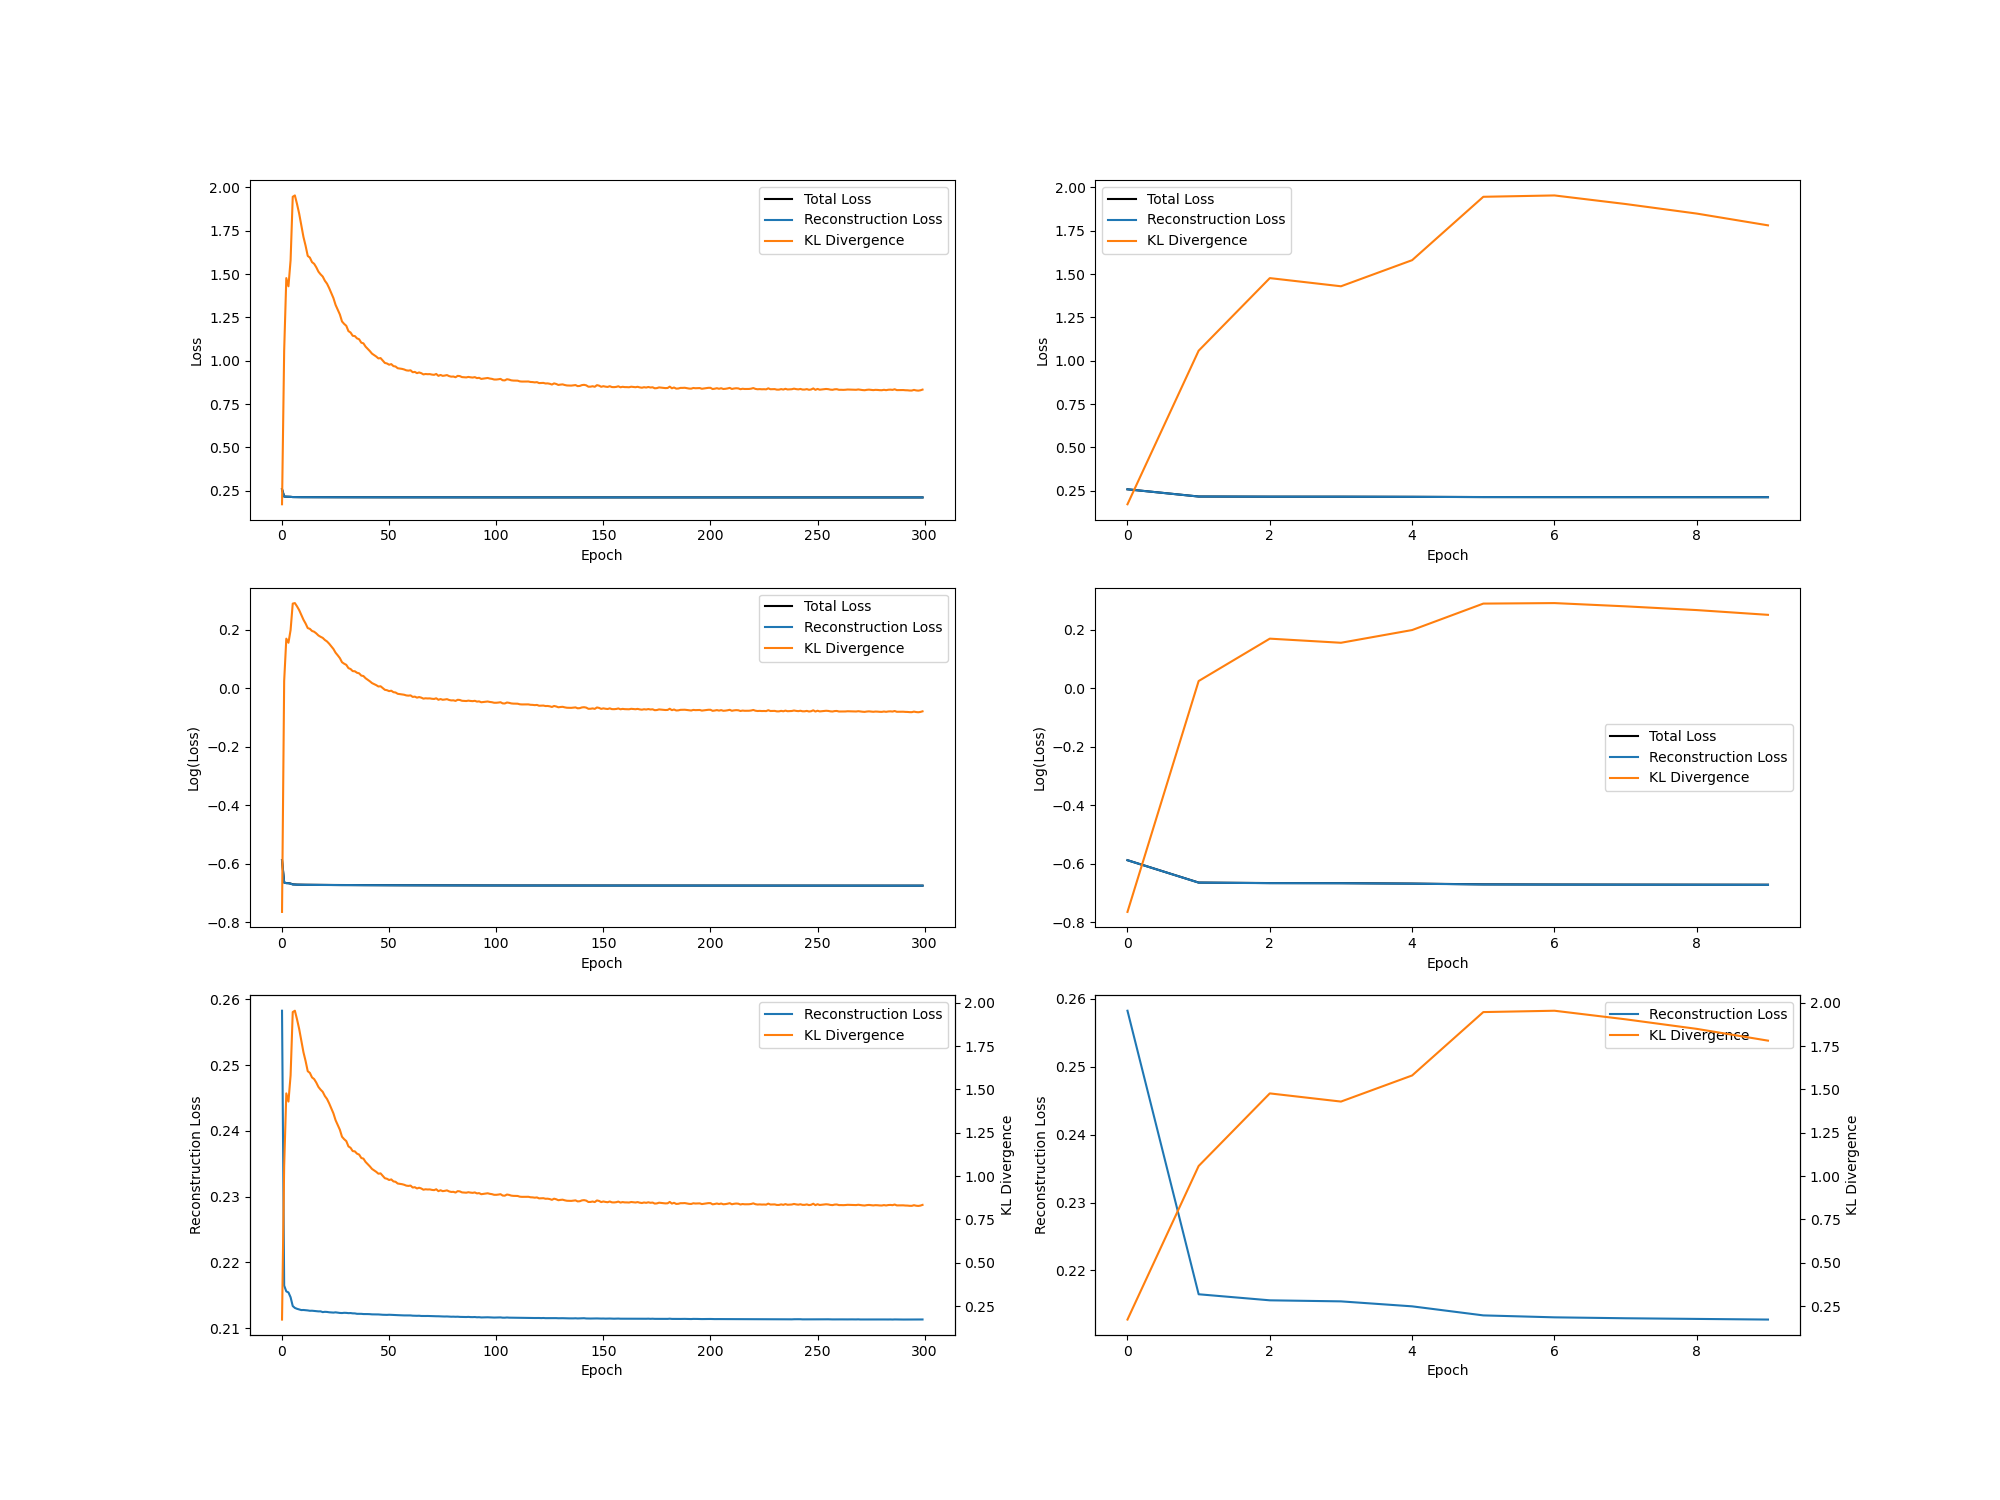 2.00
1.75
1.50
1.25
1.00
0.75
0.50
0.25
Loss
Total Loss
Reconstruction Loss
KL Divergence
0 50 100 150 200 250 300
Epoch
2.00
1.75
1.50
1.25
1.00
0.75
0.50
0.25
Loss
Total Loss
Reconstruction Loss
KL Divergence
0 2 4 6 8
Epoch
0.2
0.0
−0.2
−0.4
−0.6
−0.8
Log(Loss)
Total Loss
Reconstruction Loss
KL Divergence
0 50 100 150 200 250 300
Epoch
0.2
0.0
−0.2
−0.4
−0.6
−0.8
Log(Loss)
Total Loss
Reconstruction Loss
KL Divergence
0 2 4 6 8
Epoch
0.26
0.25
0.24
0.23
0.22
0.21
Reconstruction Loss
Reconstruction Loss
KL Divergence
2.00
1.75
1.50
1.25
1.00
0.75
0.50
0.25
KL Divergence
0 50 100 150 200 250 300
Epoch
0.26
0.25
0.24
0.23
0.22
Reconstruction Loss
Reconstruction Loss
KL Divergence
2.00
1.75
1.50
1.25
1.00
0.75
0.50
0.25
KL Divergence
0 2 4 6 8
Epoch